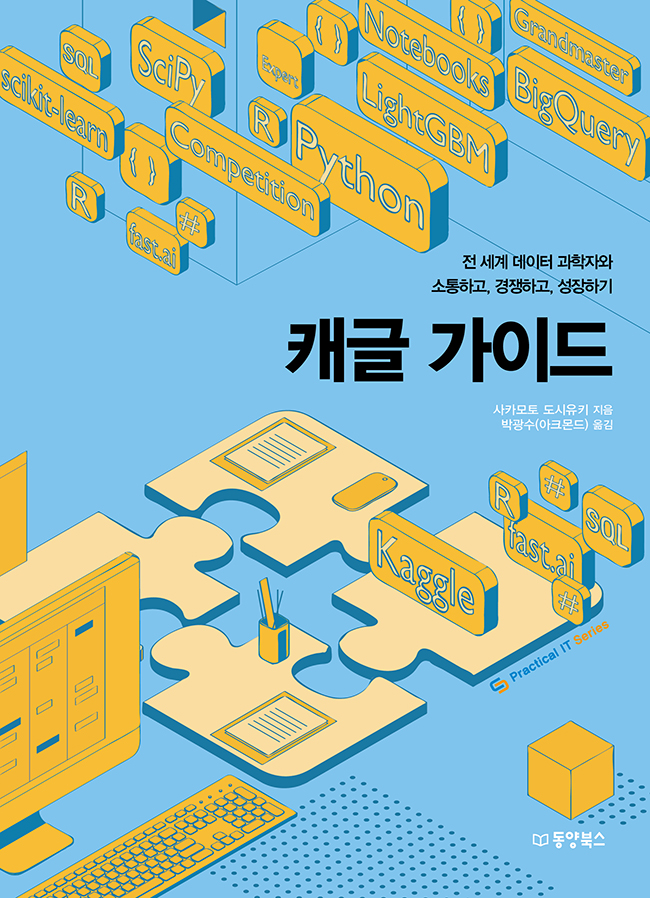 SQL
SciPy
Expert
{ }
Notebooks
{ }
Grandmaster
scikit-learn
{ }
Competition
R
Python
LightGBM
BigQuery
R
fast.ai
#
전 세계 데이터 과학자와
소통하고, 경쟁하고, 성장하기
캐글 가이드
사카모토 도시유키 지음
박광수(아크몬드) 옮김
R
#
SQL
fast.ai
Kaggle
#
Practical IT Series
동양북스